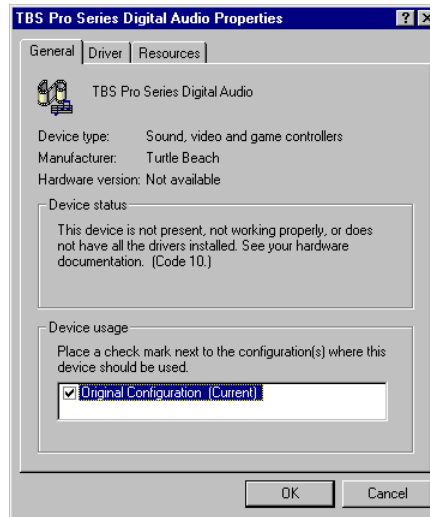 TBS Pro Series Digital Audio Properties
General Driver Resources
TBS Pro Series Digital Audio
Device type: Sound, video and game controllers
Manufacturer: Turtle Beach
Hardware version: Not available
Device status
This device is not present, not working properly, or does
not have all the drivers installed. See your hardware
documentation. (Code 10.)
Device usage
Place a check mark next to the configuration(s) where this
device should be used.
Original Configuration (Current)
OK Cancel